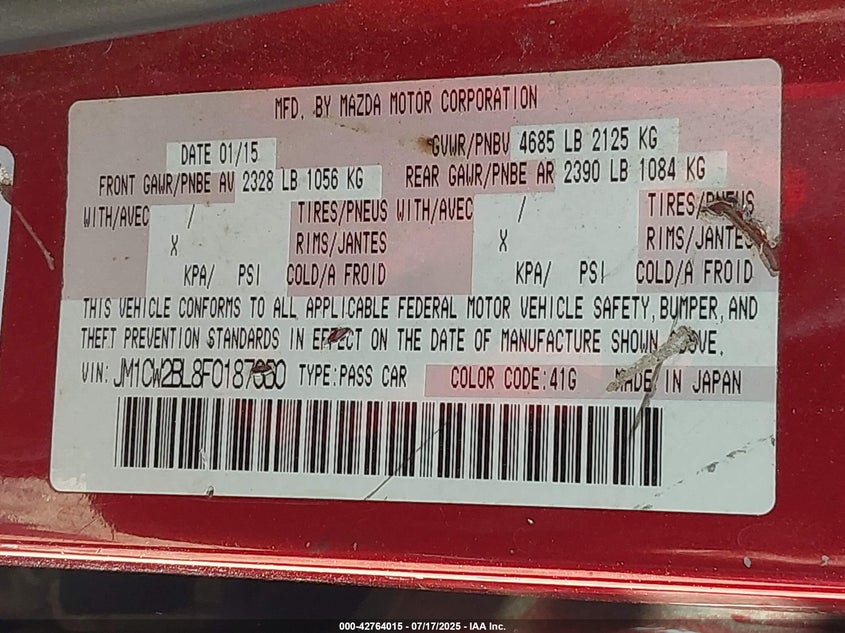 MFD. BY MAZDA MOTOR CORPORATION
DATE 01/15 GVWR/PNBV 4685 LB 2125 KG
FRONT GAWR/PNBE AV 2328 LB 1056 KG REAR GAWR/PNBE AR 2390 LB 1084 KG
WITH/AVEC / TIRES/PNEUS WITH/AVEC / TIRES/PNEUS
X RIMS/JANTES X RIMS/JANTES
KPA/ PSI COLD/A FROID KPA/ PSI COLD/A FROID
THIS VEHICLE CONFORMS TO ALL APPLICABLE FEDERAL MOTOR VEHICLE SAFETY, BUMPER, AND
THEFT PREVENTION STANDARDS IN EFFECT ON THE DATE OF MANUFACTURE SHOWN ABOVE.
VIN: TYPE: PASS CAR COLOR CODE: 41G MADE IN JAPAN
000-42764015 - 07/17/2025 - IAA Inc.